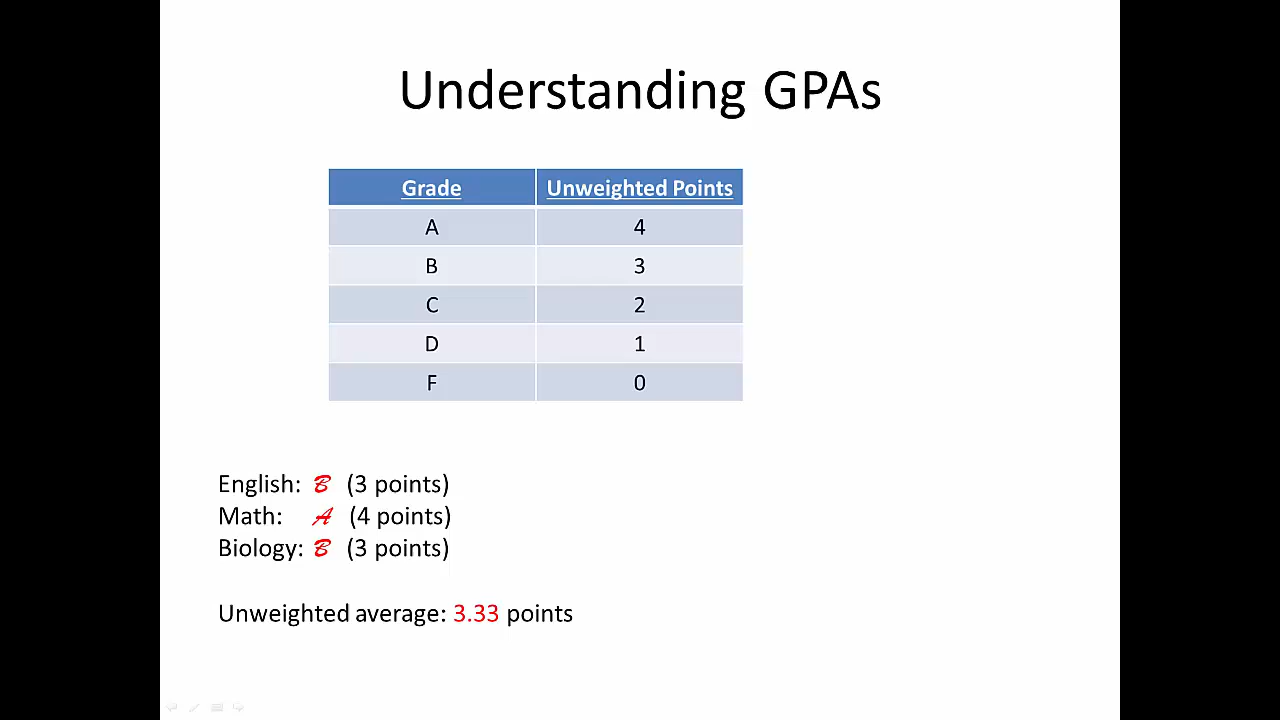 Understanding GPAs
Grade Unweighted Points
A 4
B 3
C 2
D 1
F 0
English: B (3 points)
Math: A (4 points)
Biology: B (3 points)
Unweighted average: 3.33 points